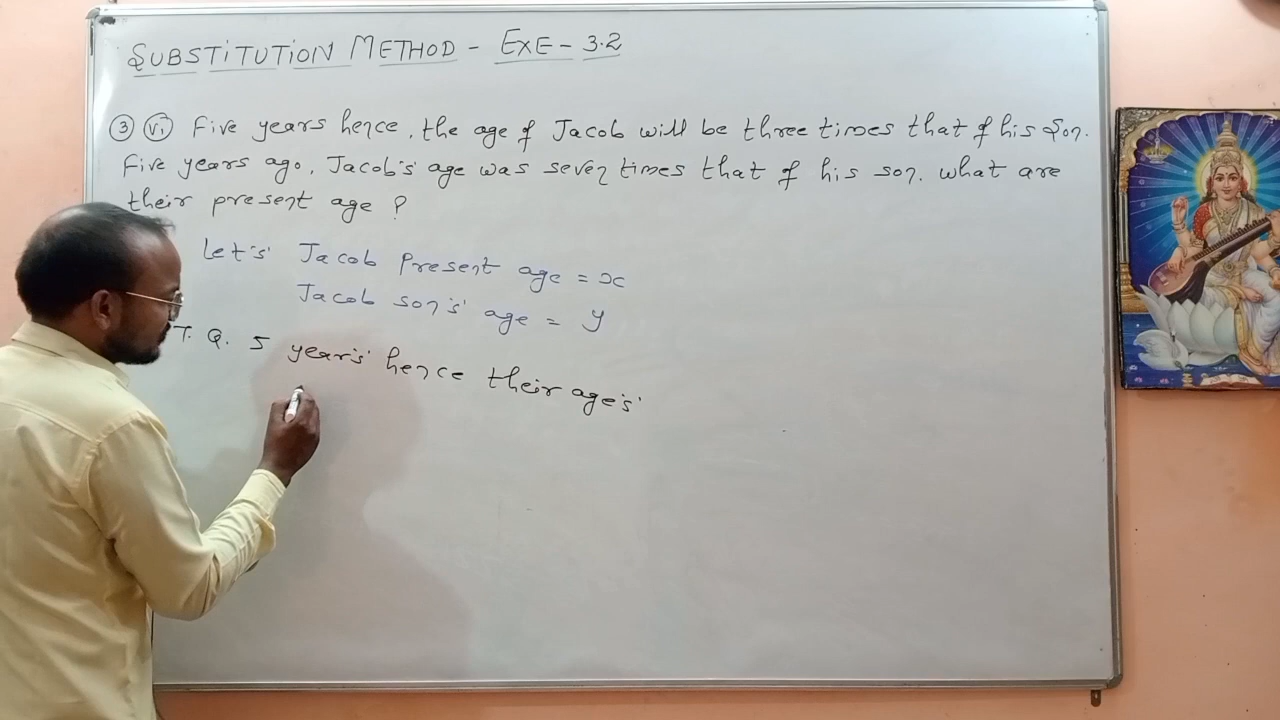 SUBSTITUTION METHOD - EXE - 3.2
③ (vi) Five years hence, the age of Jacob will be three times that of his Son.
Five years ago, Jacob's age was seven times that of his son. what are
their present age ?
Let's Jacob Present age = x
Jacob son's age = y
T. Q. 5 year's hence their age's